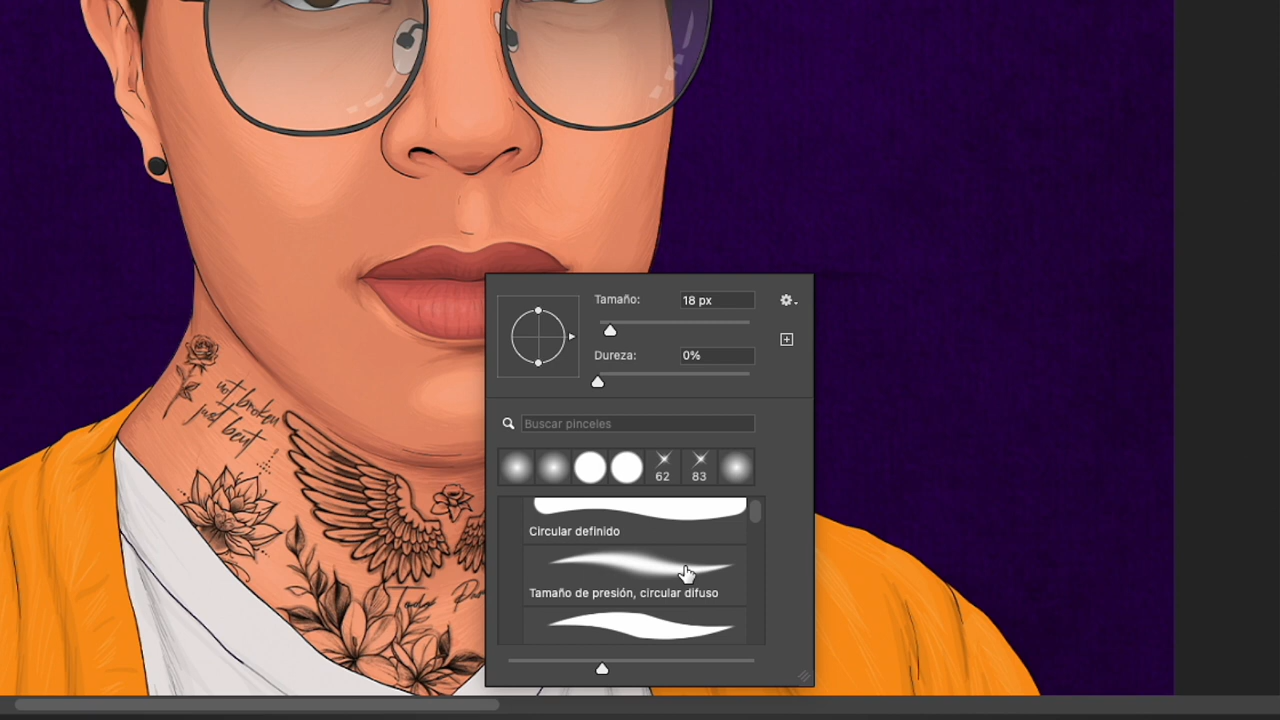 Tamaño:
18 px
Dureza:
0%
Buscar pinceles
62
83
Circular definido
Tamaño de presión, circular difuso
not broken
just bent